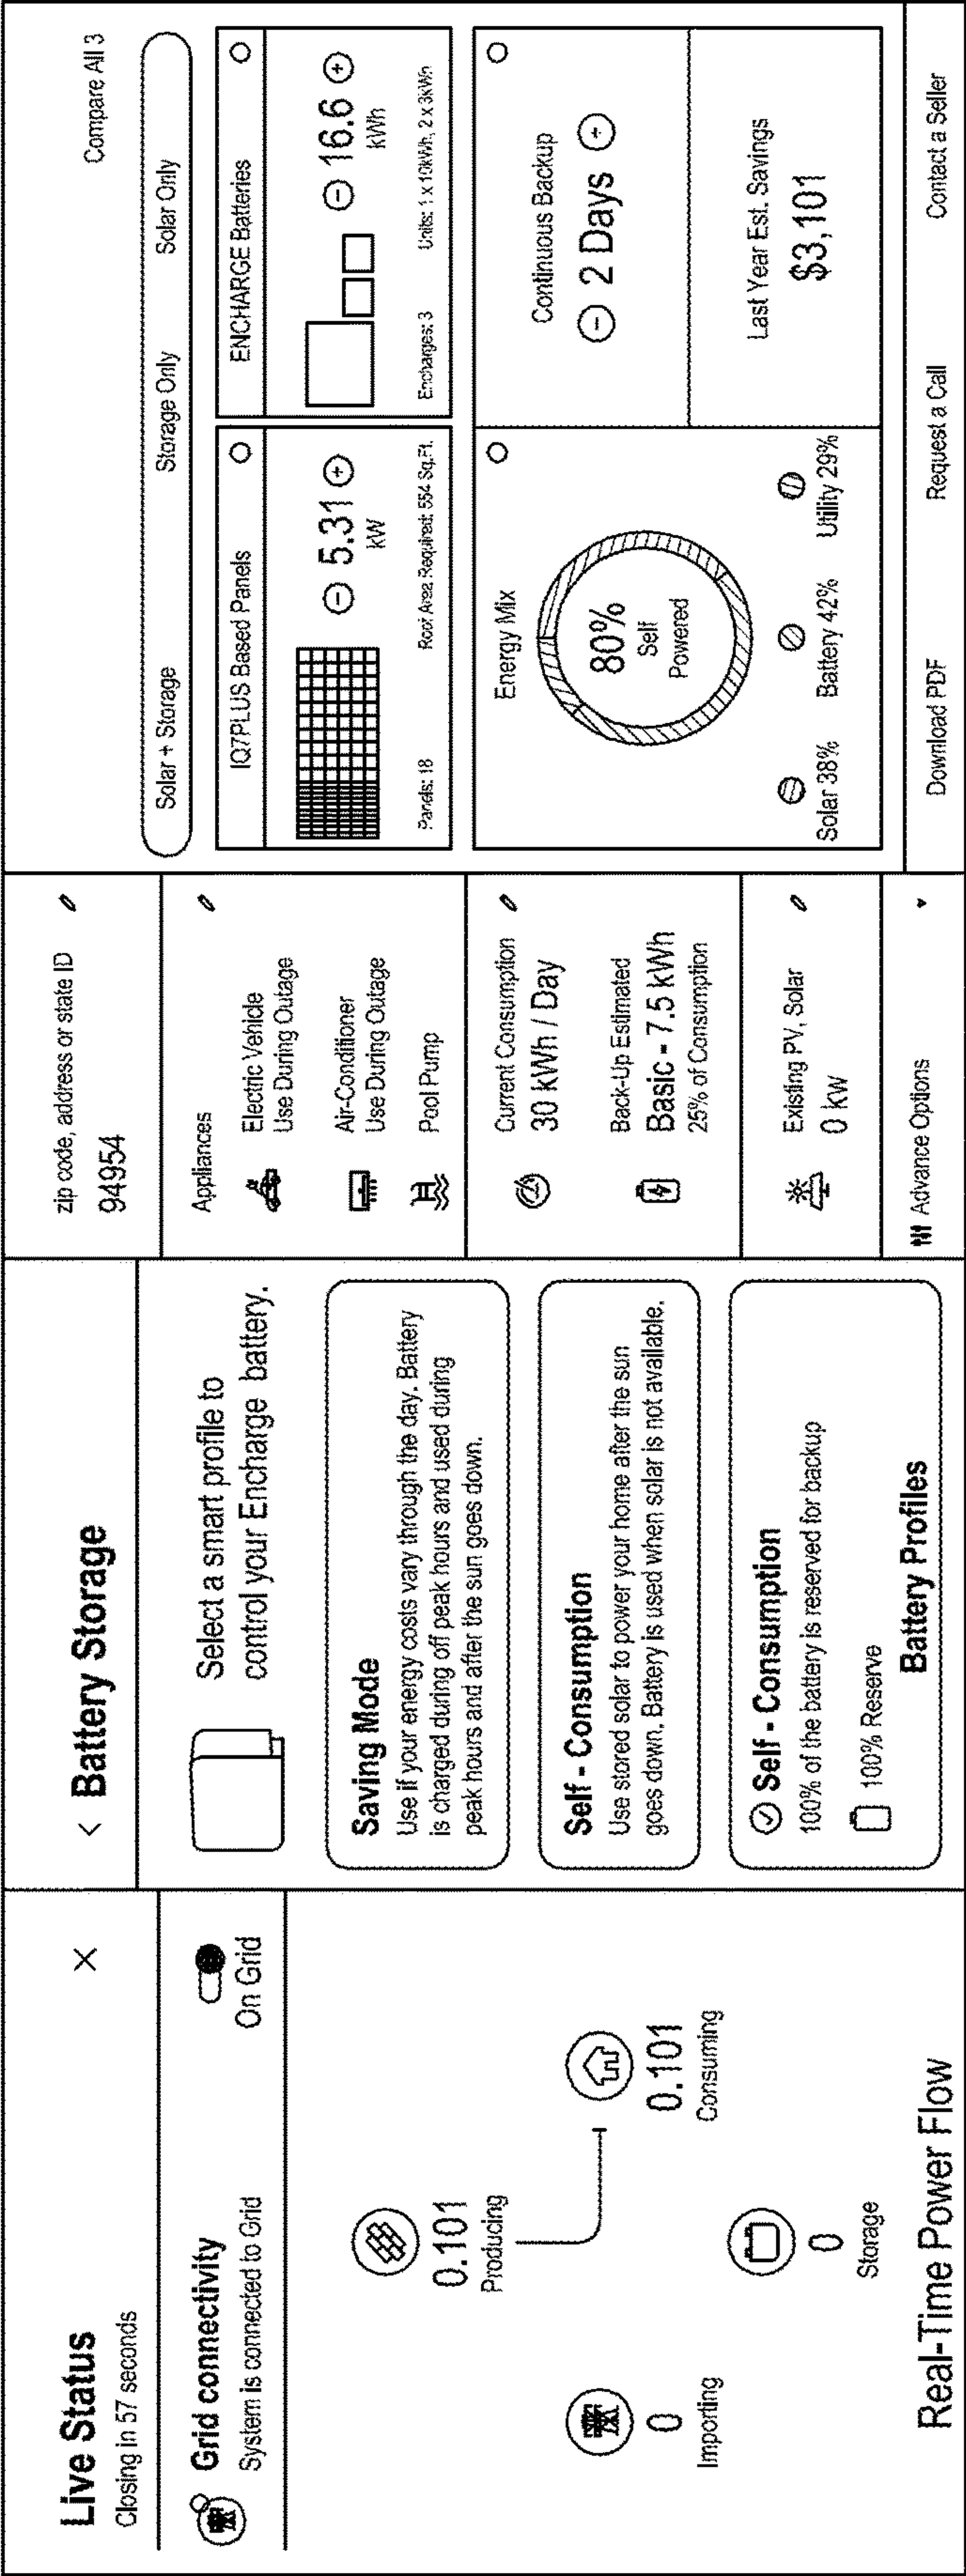 Live Status
Closing in 57 seconds
Grid connectivity
System is connected to Grid
On Grid
0.101
Producing
0
Importing
0.101
Consuming
0
Storage
Real-Time Power Flow
< Battery Storage
Select a smart profile to
control your Encharge battery.
Saving Mode
Use if your energy costs vary through the day. Battery
is charged during off peak hours and used during
peak hours and after the sun goes down.
Self - Consumption
Use stored solar to power your home after the sun
goes down. Battery is used when solar is not available.
Self - Consumption
100% of the battery is reserved for backup
100% Reserve
Battery Profiles
zip code, address or state ID
94954
Appliances
Electric Vehicle
Use During Outage
Air-Conditioner
Use During Outage
Pool Pump
Current Consumption
30 kWh / Day
Back-Up Estimated
Basic - 7.5 kWh
25% of Consumption
Existing PV, Solar
0 kW
Advance Options
Compare All 3
Solar + Storage
Storage Only
Solar Only
IQ7PLUS Based Panels
5.31
kW
Panels: 18
Roof Area Required: 554 Sq.Ft.
ENCHARGE Batteries
16.6
kWh
Encharges: 3
Units: 1 x 10kWh, 2 x 3kWh
Energy Mix
80%
Self
Powered
Solar 38%
Battery 42%
Utility 29%
Continuous Backup
2 Days
Last Year Est. Savings
$3,101
Download PDF
Request a Call
Contact a Seller